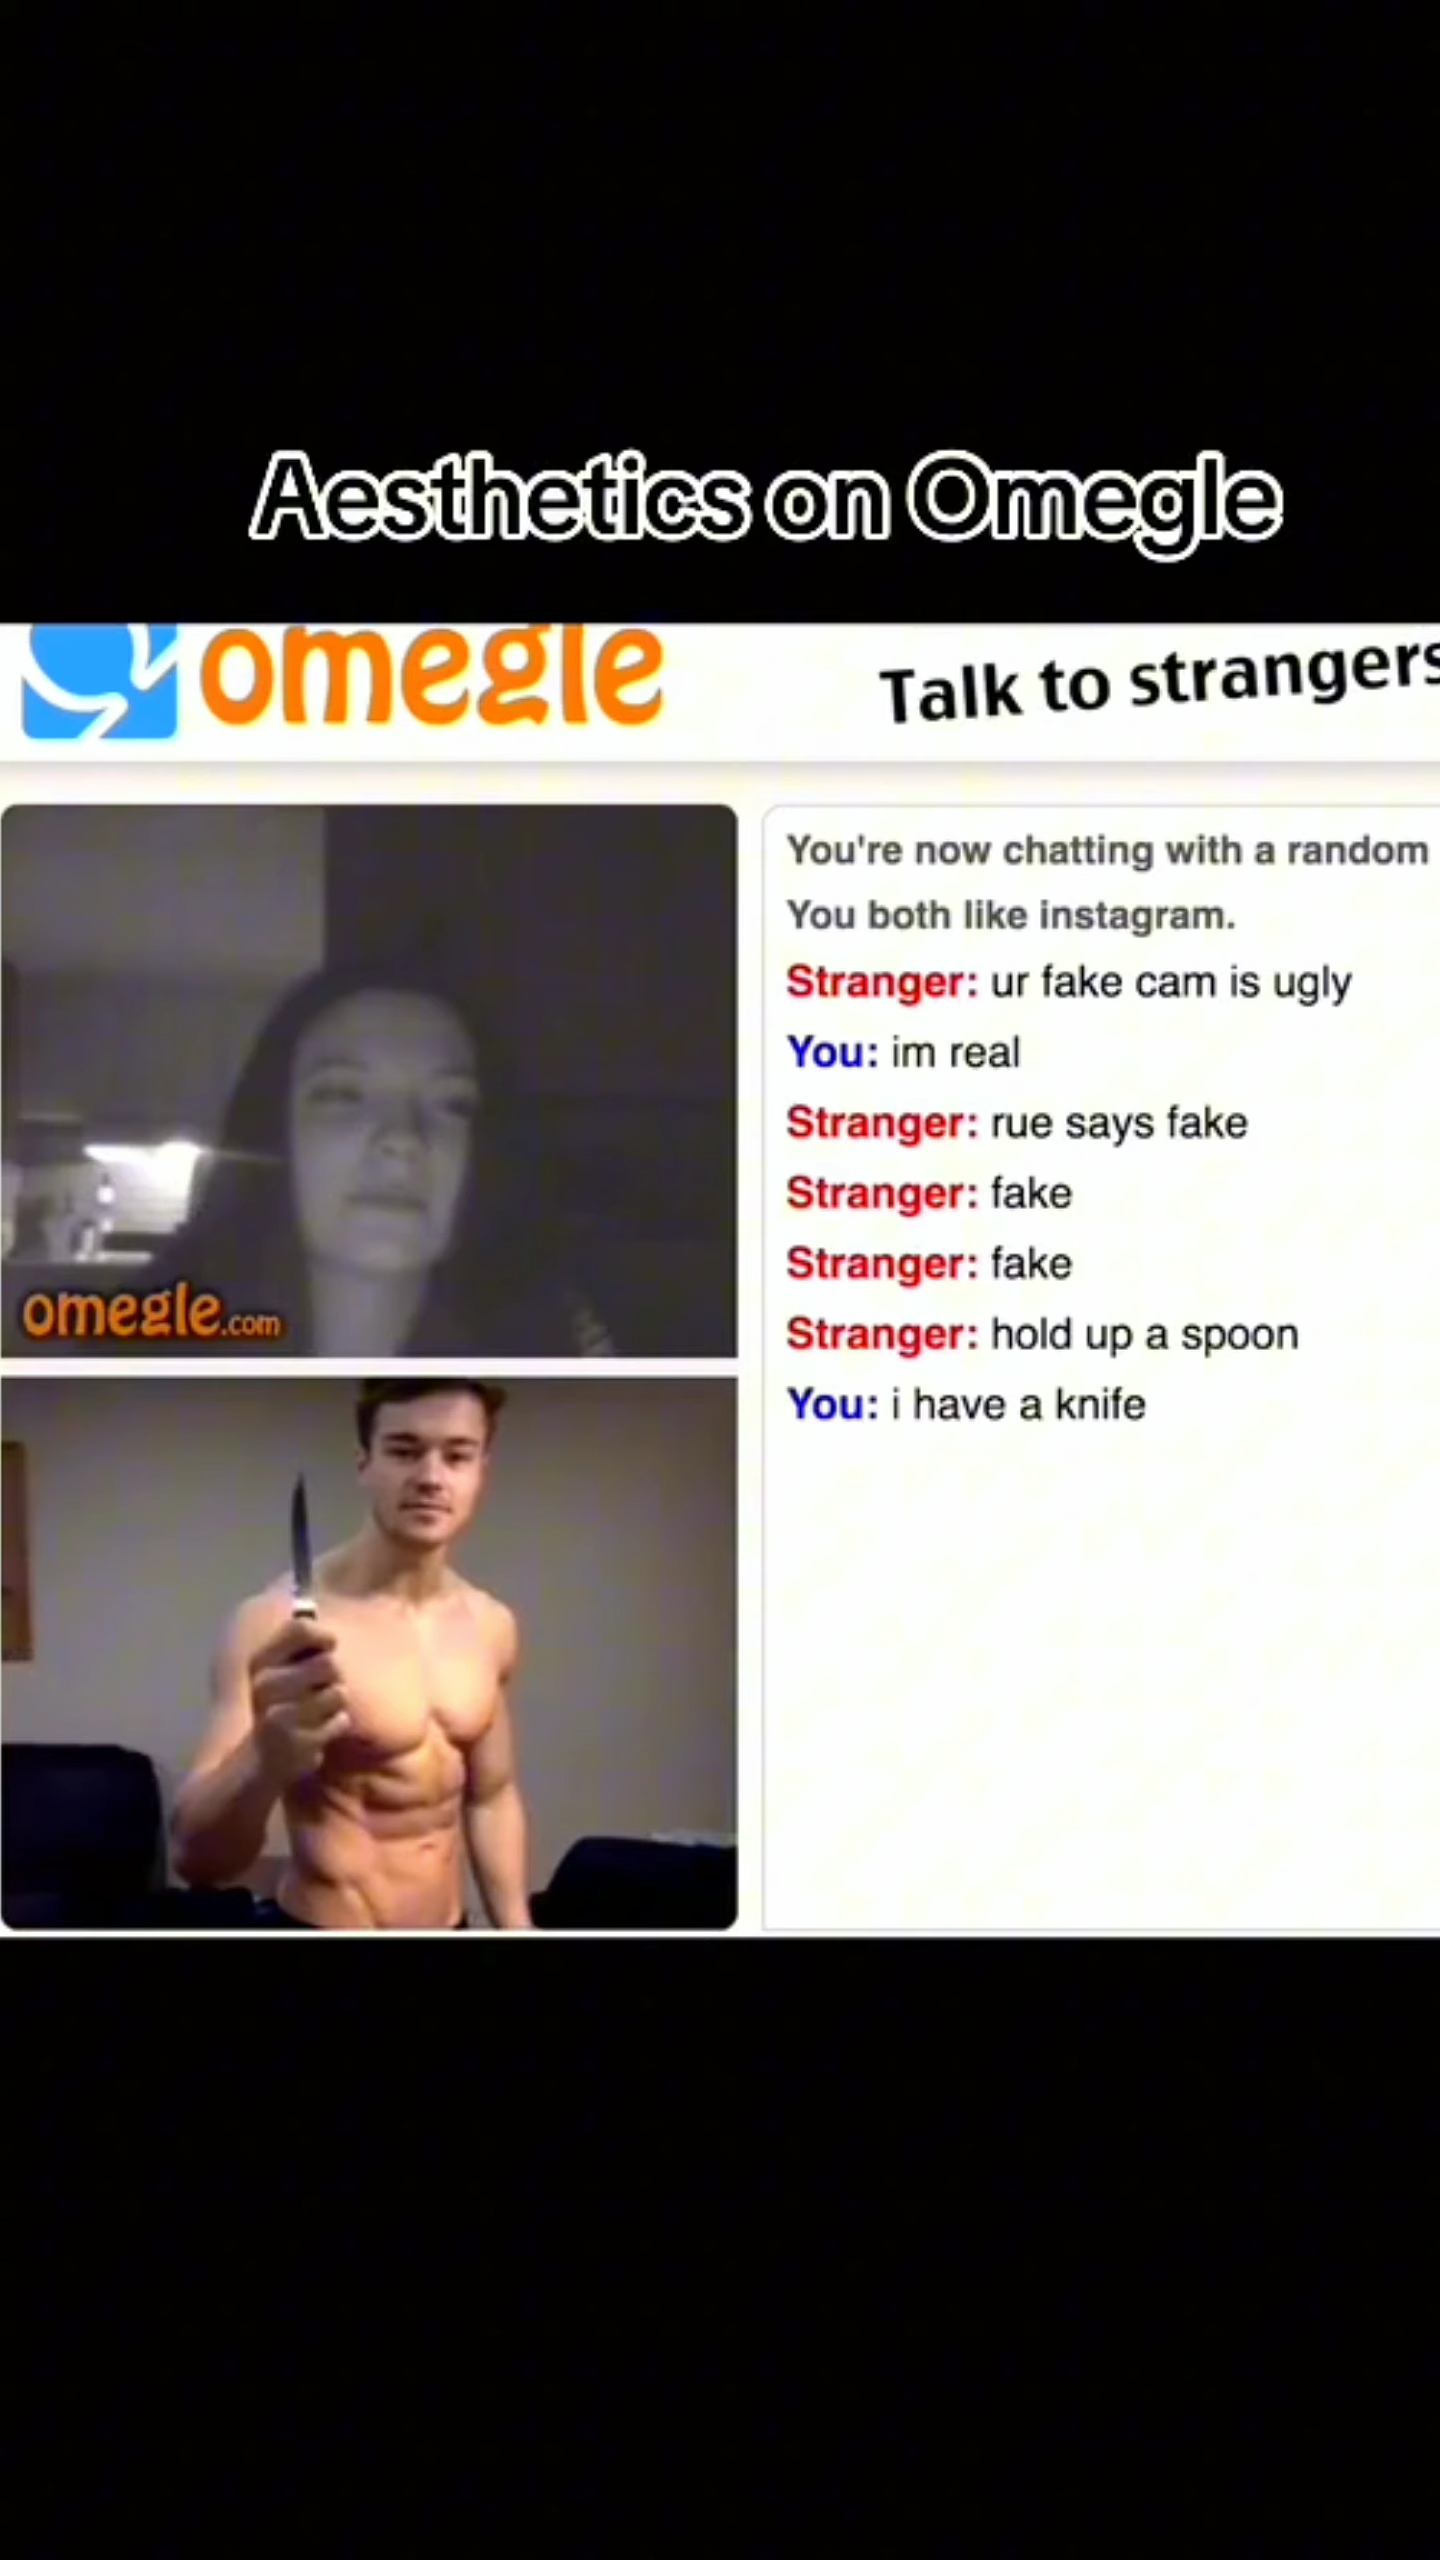 Aesthetics on Omegle
omegle
Talk to strangers
You're now chatting with a random
You both like instagram.
Stranger: ur fake cam is ugly
You: im real
Stranger: rue says fake
Stranger: fake
Stranger: fake
Stranger: hold up a spoon
You: i have a knife
omegle.com